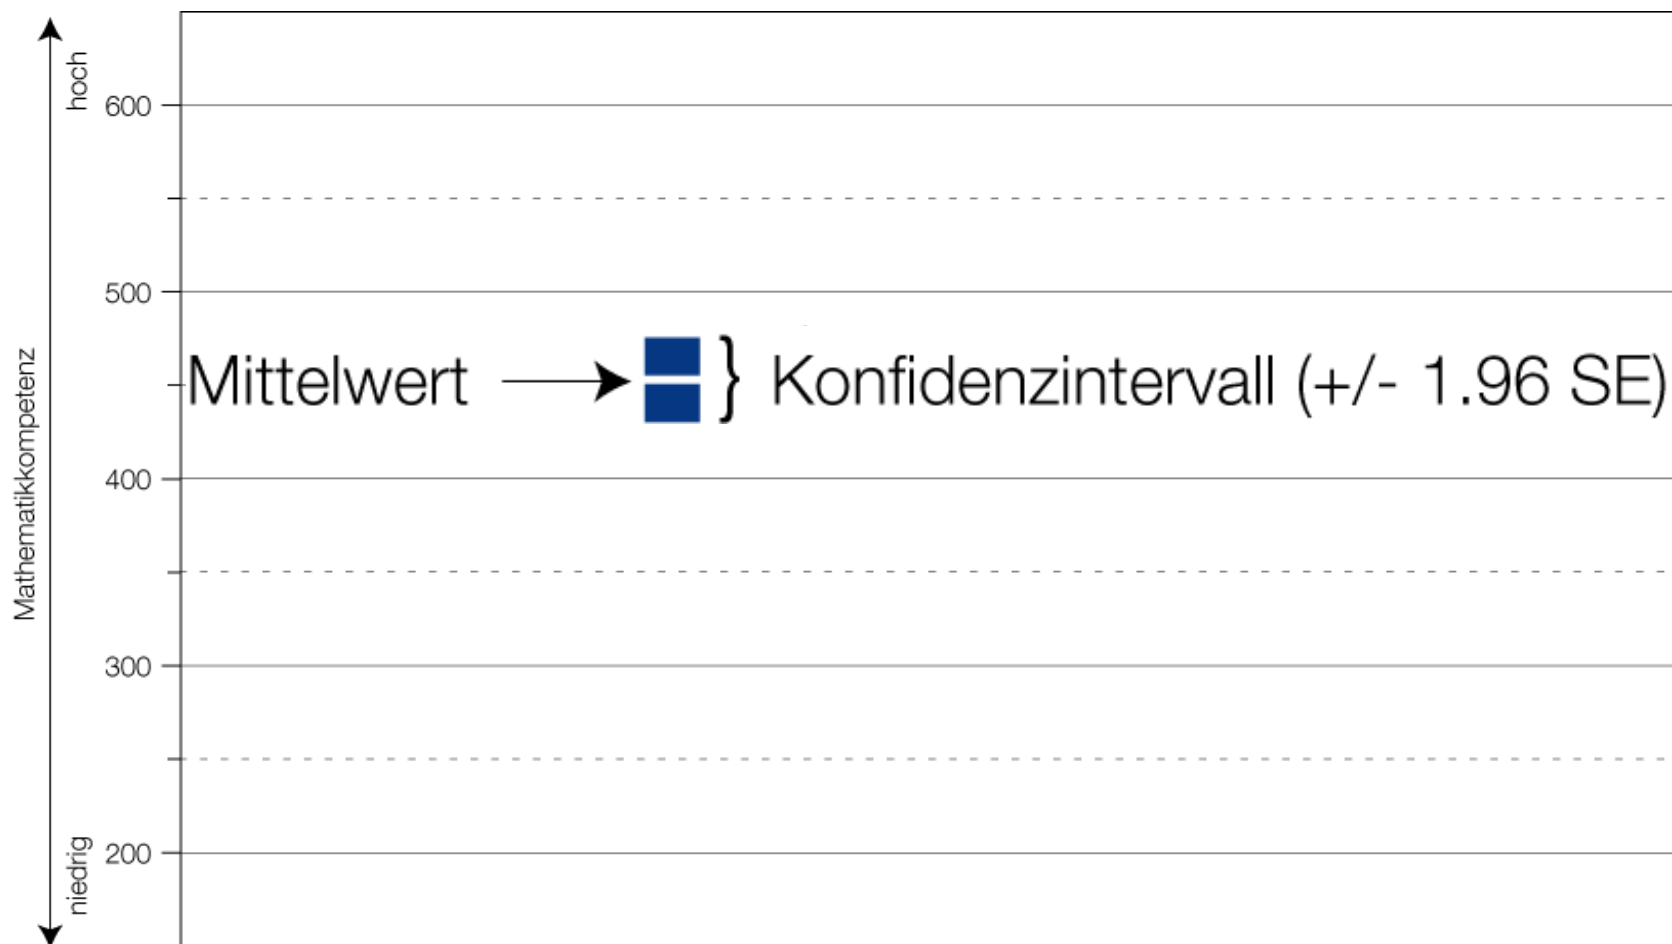 hoch
600
500
Mittelwert } Konfidenzintervall (+/- 1.96 SE)
Mathematikkompetenz
400
300
niedrig
200